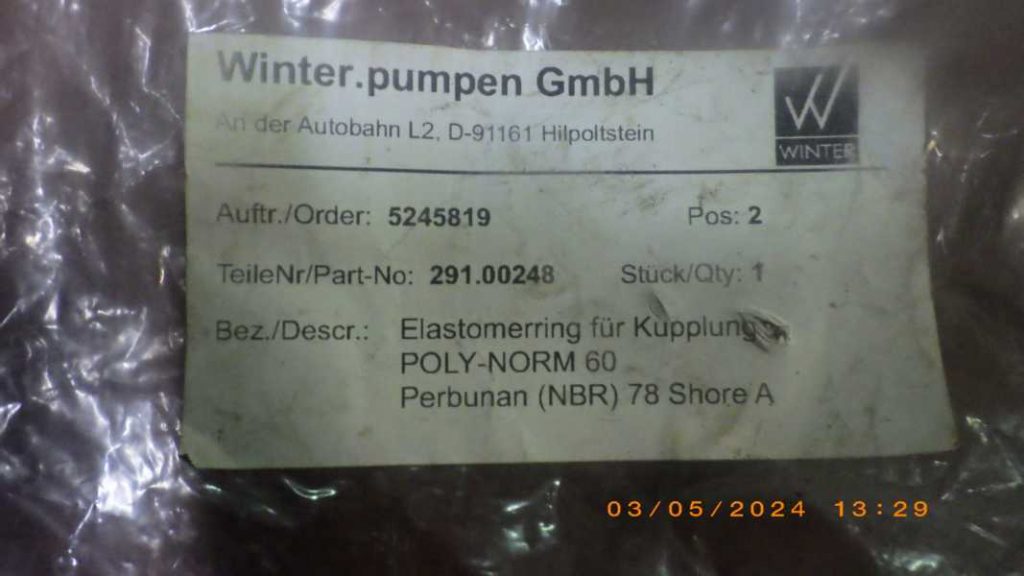 Winter.pumpen GmbH
An der Autobahn L2, D-91161 Hilpoltstein
WINTER
Auftr./Order: 5245819 Pos: 2
TeileNr/Part-No: 291.00248 Stück/Qty: 1
Bez./Descr.: Elastomerring für Kupplung
POLY-NORM 60
Perbunan (NBR) 78 Shore A
03/05/2024 13:29